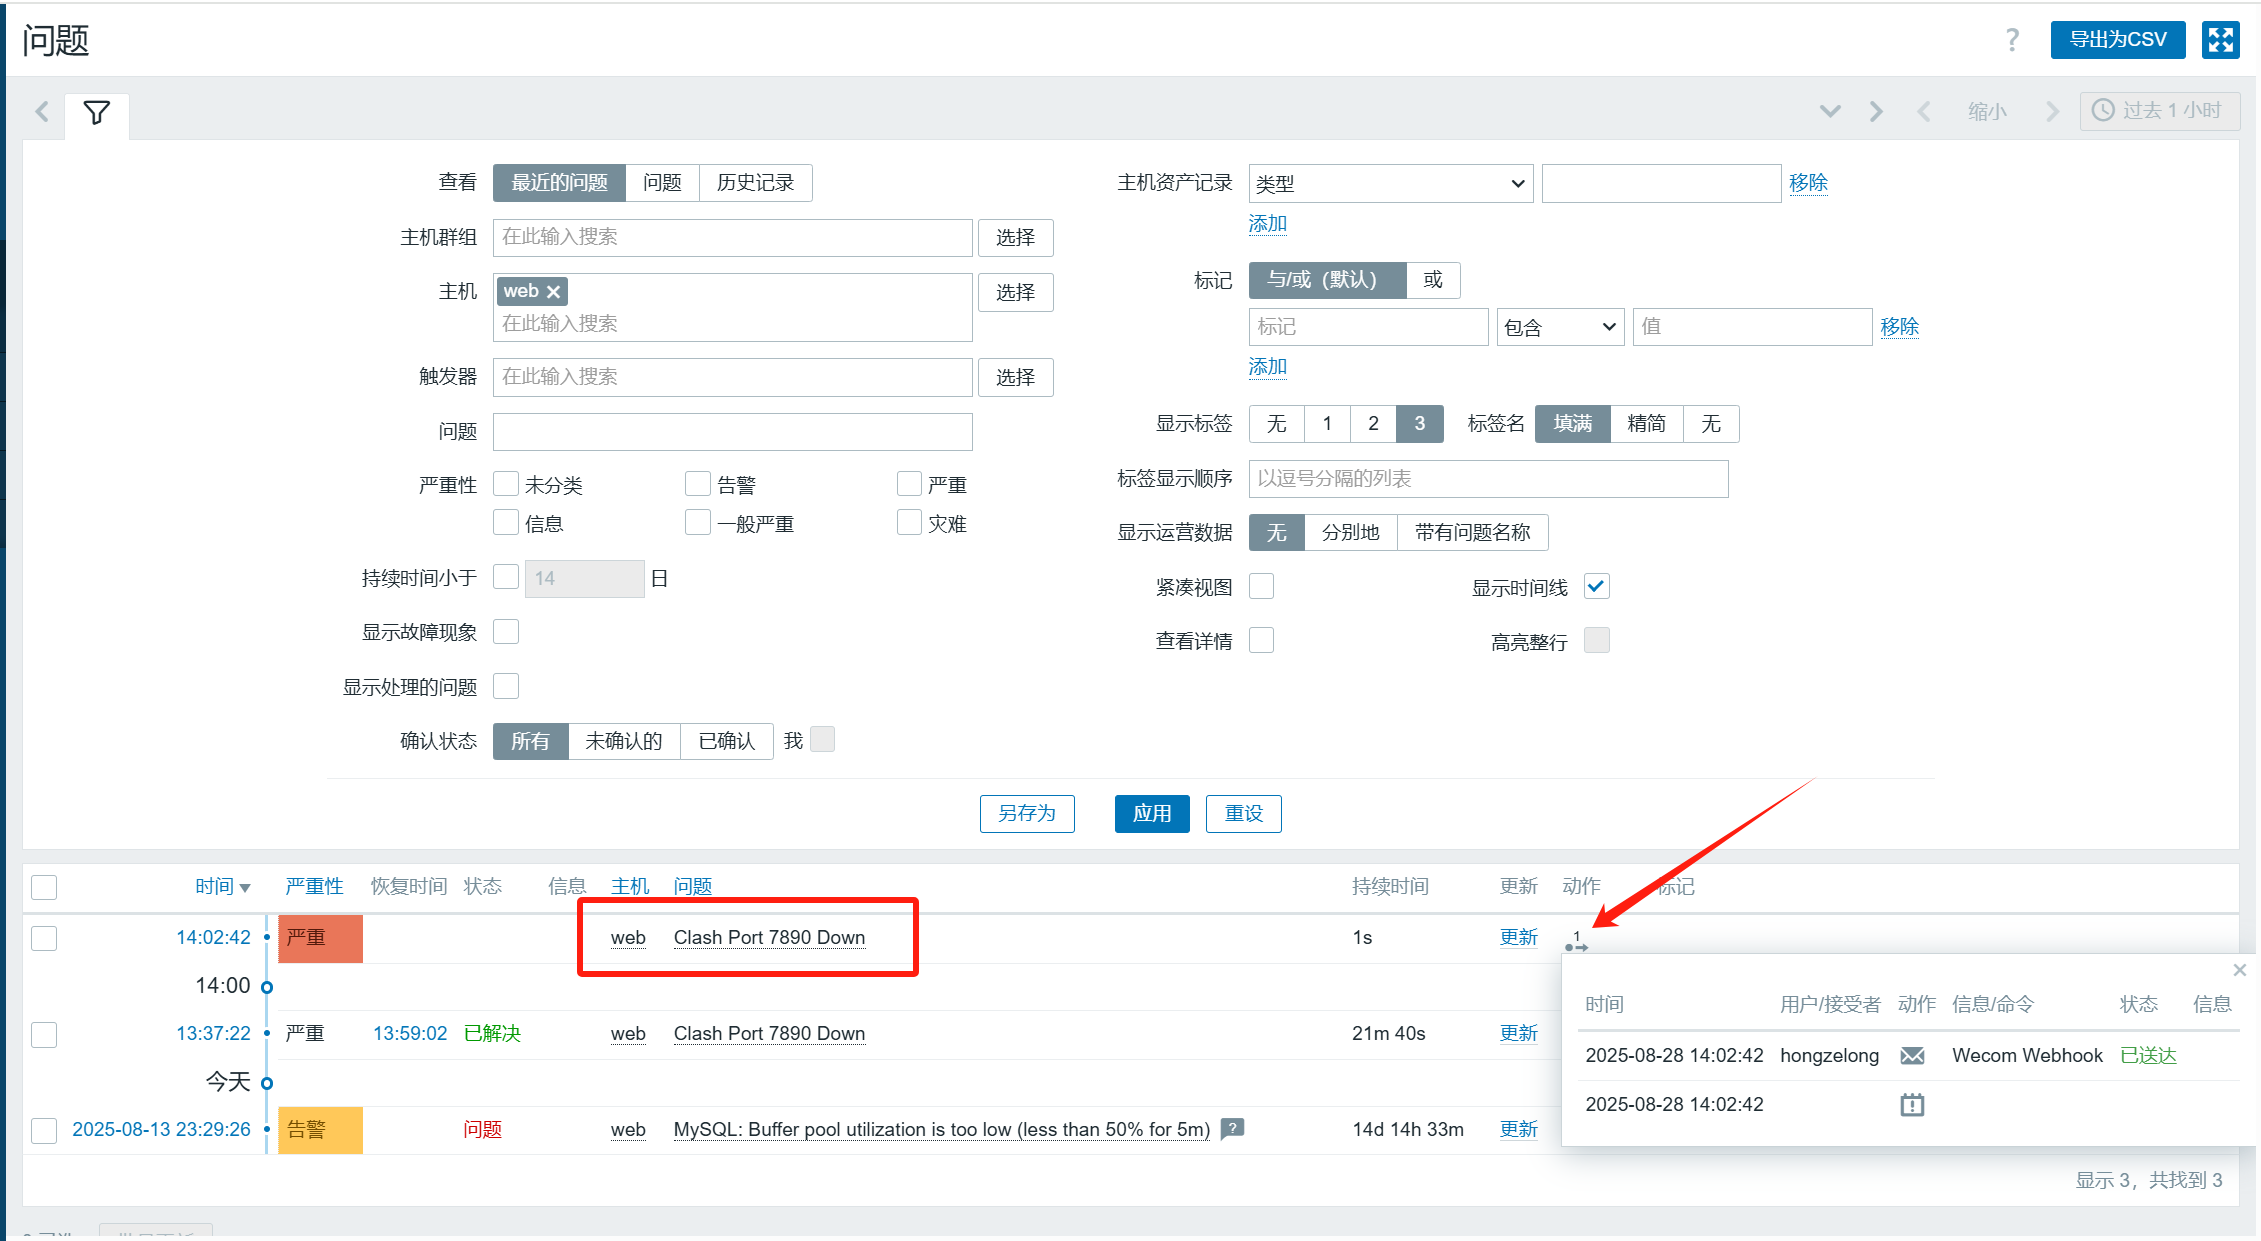 问题
? 导出为CSV
缩小 过去 1 小时
查看 最近的问题 问题 历史记录
主机群组 在此输入搜索 选择
主机 web 选择
在此输入搜索
触发器 在此输入搜索 选择
问题
严重性 未分类 告警 严重
信息 一般严重 灾难
持续时间小于 14 日
显示故障现象
显示处理的问题
确认状态 所有 未确认的 已确认 我
主机资产记录 类型 移除
添加
标记 与/或（默认） 或
标记 包含 值 移除
添加
显示标签 无 1 2 3 标签名 填满 精简 无
标签显示顺序 以逗号分隔的列表
显示运营数据 无 分别地 带有问题名称
紧凑视图 显示时间线
查看详情 高亮整行
另存为 应用 重设
时间 严重性 恢复时间 状态 信息 主机 问题 持续时间 更新 动作 标记
14:02:42 严重 web Clash Port 7890 Down 1s 更新 1
14:00
13:37:22 严重 13:59:02 已解决 web Clash Port 7890 Down 21m 40s 更新
今天
2025-08-13 23:29:26 告警 问题 web MySQL: Buffer pool utilization is too low (less than 50% for 5m) ? 14d 14h 33m 更新
时间 用户/接受者 动作 信息/命令 状态 信息
2025-08-28 14:02:42 hongzelong Wecom Webhook 已送达
2025-08-28 14:02:42
显示 3，共找到 3